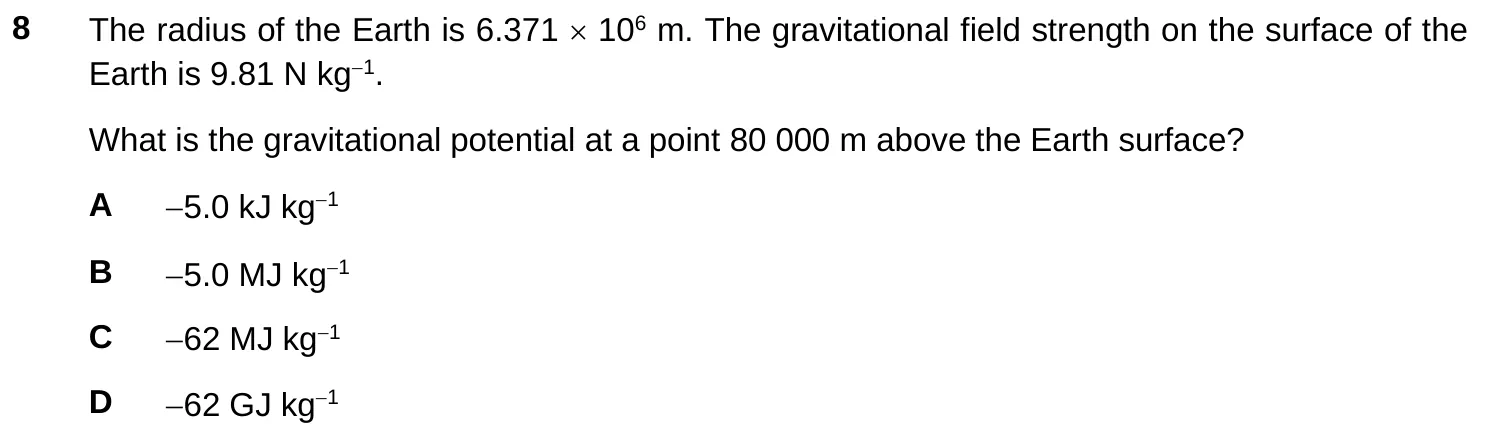 8 The radius of the Earth is 6.371 × 10⁶ m. The gravitational field strength on the surface of the
Earth is 9.81 N kg⁻¹.
What is the gravitational potential at a point 80 000 m above the Earth surface?
A –5.0 kJ kg⁻¹
B –5.0 MJ kg⁻¹
C –62 MJ kg⁻¹
D –62 GJ kg⁻¹